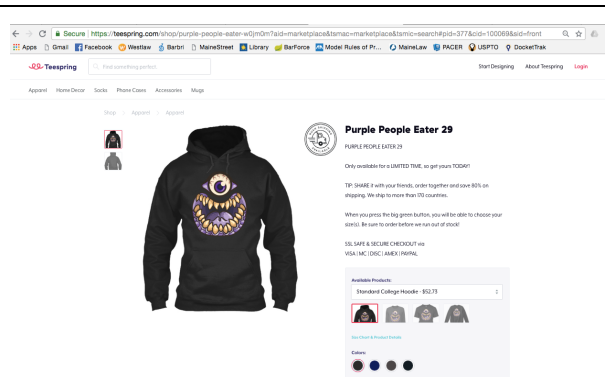 Secure https://teespring.com/shop/purple-people-eater-w0jm0m?aid=marketplace&tsmac=marketplace&tsmic=search#pid=377&cid=100069&sid=front
Apps Gmail Facebook Westlaw Barbri MaineStreet Library BarForce Model Rules of Pr... MaineLaw PACER USPTO DocketTrak
Teespring Find something perfect Start Designing About Teespring Login
Apparel Home Decor Socks Phone Cases Accessories Mugs
Shop Apparel Apparel
Purple People Eater 29
PURPLE PEOPLE EATER 29
Only available for a LIMITED TIME, so get yours TODAY!
TIP: SHARE it with your friends, order together and save 80% on
shipping. We ship to more than 170 countries.
When you press the big green button, you will be able to choose your
size(s). Be sure to order before we run out of stock!
SSL SAFE & SECURE CHECKOUT via
VISA | MC | DISC | AMEX | PAYPAL
Available Products:
Standard College Hoodie - $52.73
Size Chart & Product Details
Colors: